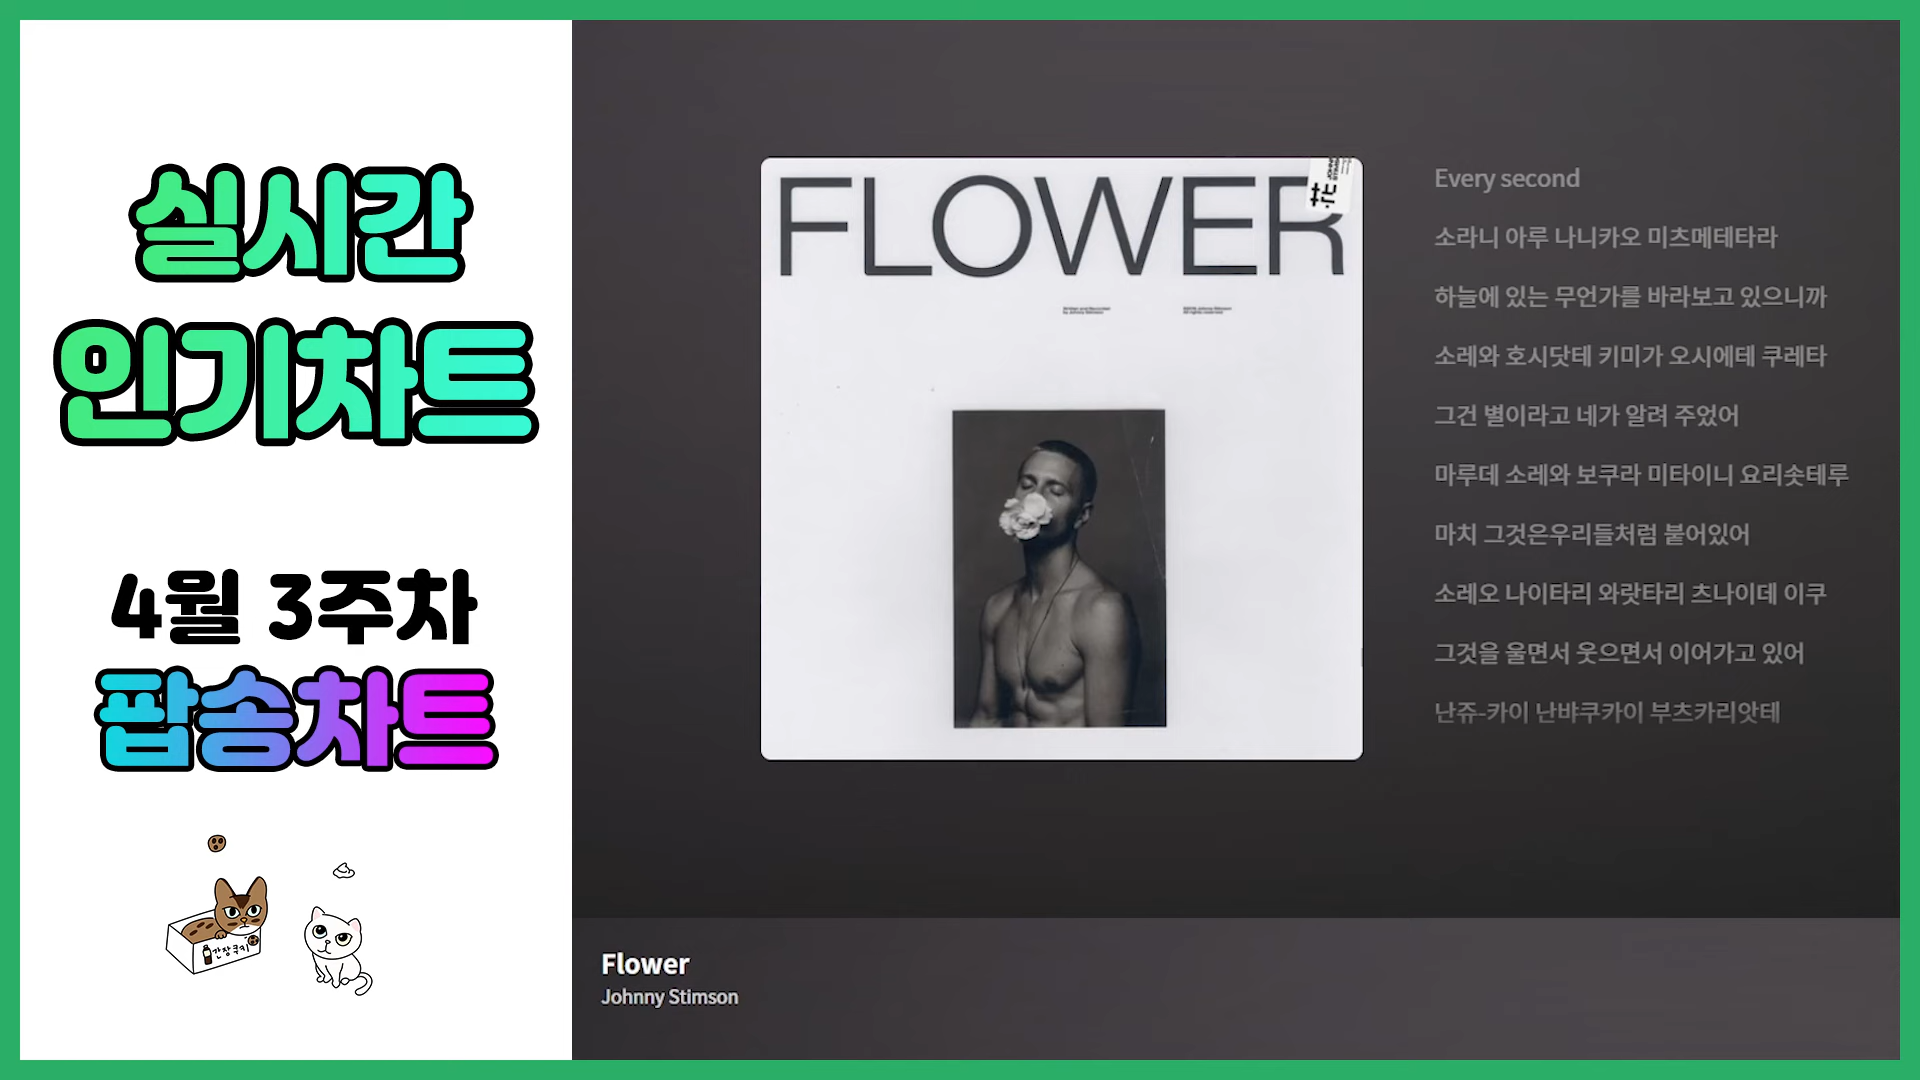 실시간
인기차트
4월 3주차
팝송차트
간장쿠키
FLOWER
Every second
소라니 아루 나니카오 미츠메테타라
하늘에 있는 무언가를 바라보고 있으니까
소레와 호시닷테 키미가 오시에테 쿠레타
그건 별이라고 네가 알려 주었어
마루데 소레와 보쿠라 미타이니 요리솟테루
마치 그것은우리들처럼 붙어있어
소레오 나이타리 와랏타리 츠나이데 이쿠
그것을 울면서 웃으면서 이어가고 있어
난쥬-카이 난뱌쿠카이 부츠카리앗테
Flower
Johnny Stimson